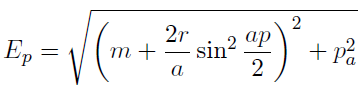 $E_p = \sqrt{\left(m + \frac{2r}{a} \sin^2 \frac{ap}{2}\right)^2 + p_a^2}$